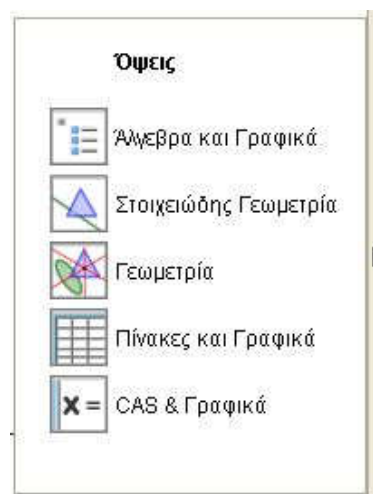 Όψεις
Άλγεβρα και Γραφικά
Στοιχειώδης Γεωμετρία
Γεωμετρία
Πίνακες και Γραφικά
x =
CAS & Γραφικά